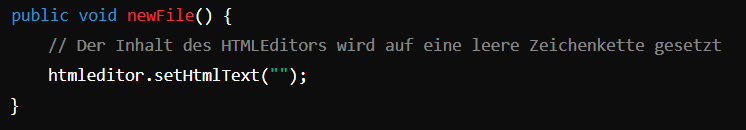 public void newFile() {
    // Der Inhalt des HTMLEditors wird auf eine leere Zeichenkette gesetzt
    htmleditor.setHtmlText("");
}